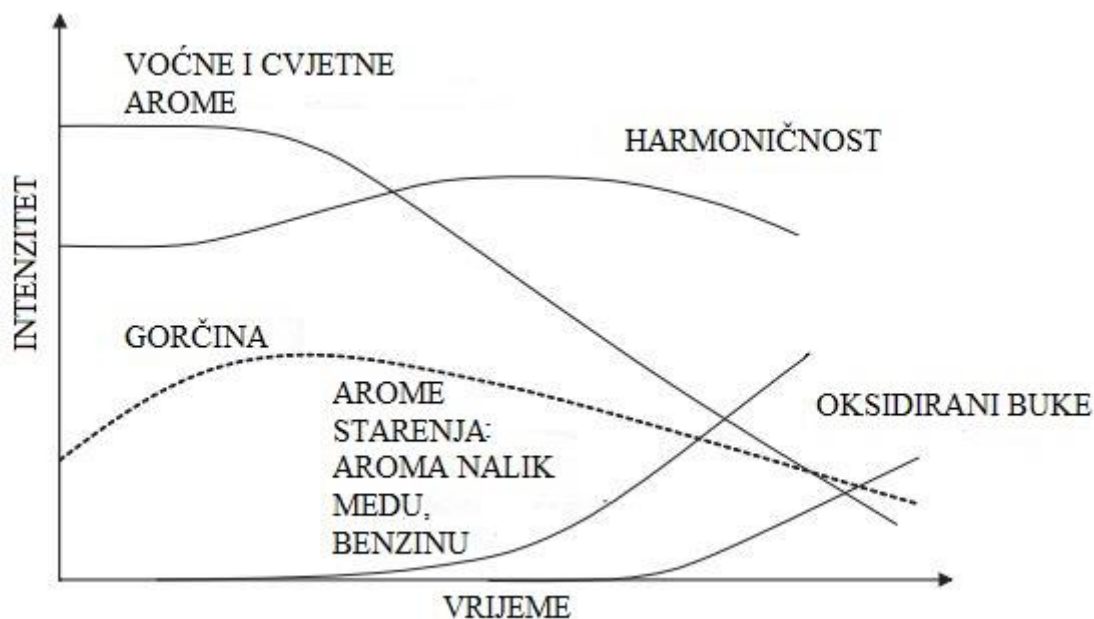 VOĆNE I CVJETNE
AROME
HARMONIČNOST
INTENZITET
GORČINA
AROME
STARENJA:
AROMA NALIK
MEDU,
BENZINU
OKSIDIRANI BUKE
VRIJEME